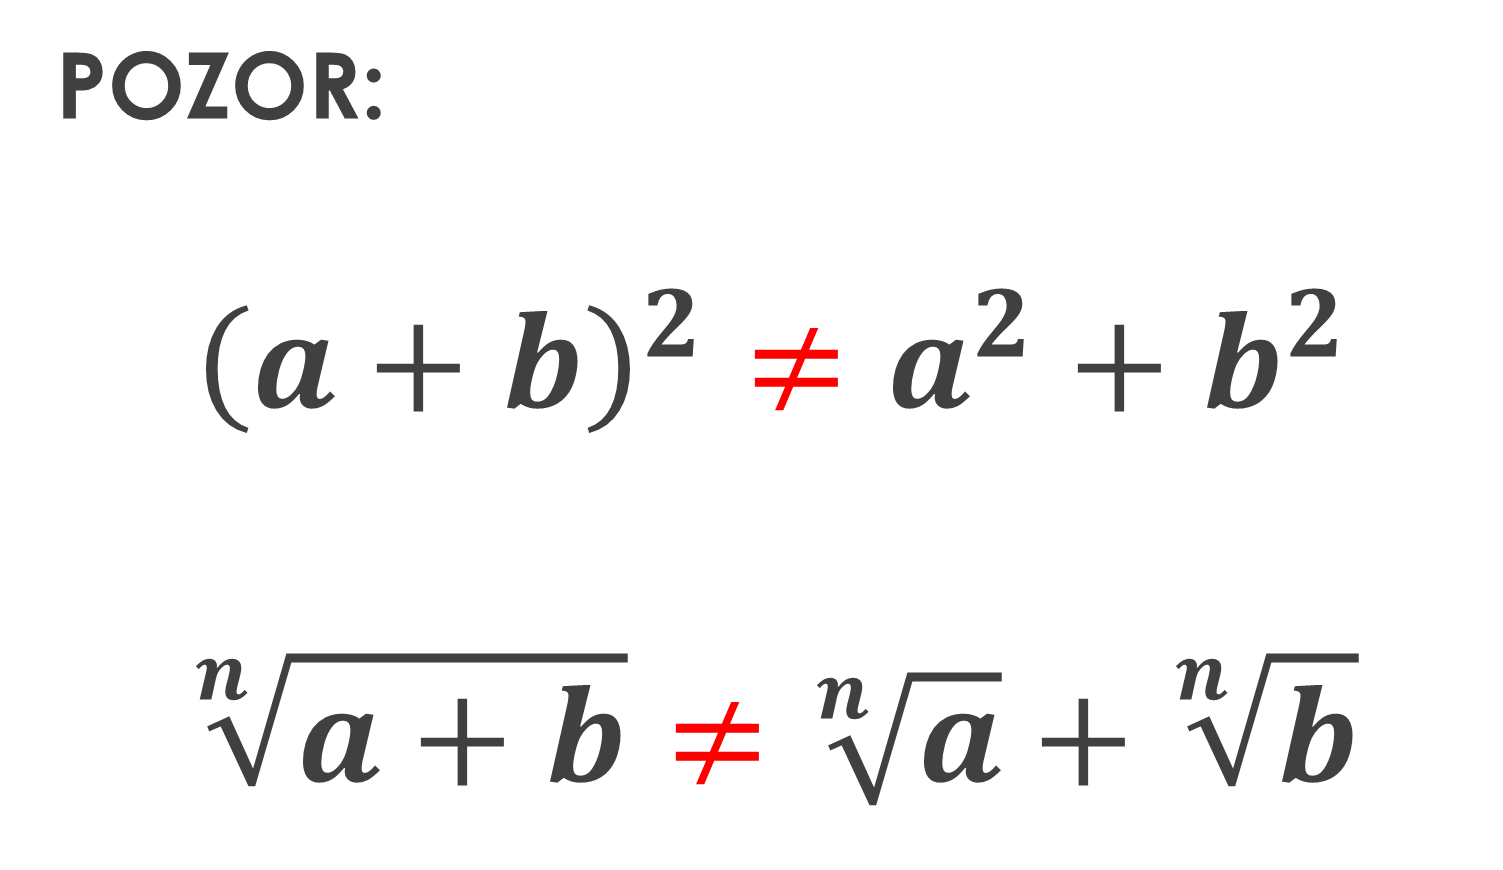 POZOR:
(a + b)² ≠ a² + b²
ⁿ√(a + b) ≠ ⁿ√a + ⁿ√b